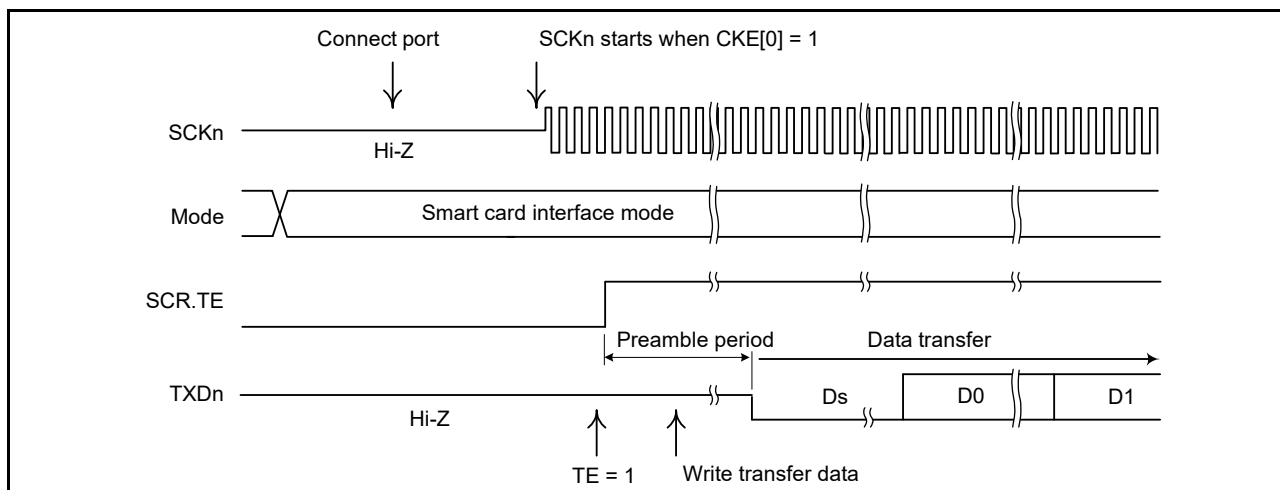 Connect port
SCKn starts when CKE[0] = 1
SCKn
Hi-Z
Mode
Smart card interface mode
SCR.TE
Preamble period
Data transfer
TXDn
Hi-Z
Ds
D0
D1
TE = 1
Write transfer data